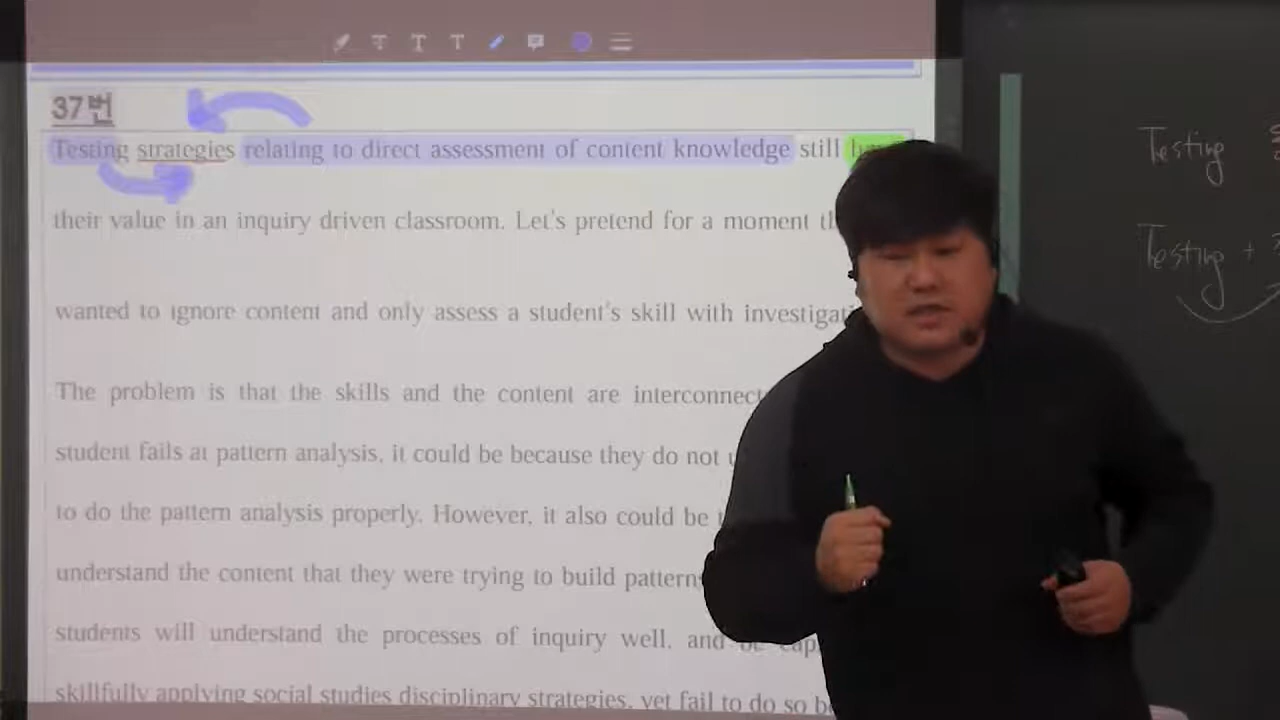 37번
Testing strategies relating to direct assessment of content knowledge still
their value in an inquiry driven classroom. Let's pretend for a moment
wanted to ignore content and only assess a student's skill with
The problem is that the skills and the content are
student fails at pattern analysis, it could be because they do not
to do the pattern analysis properly. However, it also could be
understand the content that they were trying to build
students will understand the processes of inquiry well, and be
skillfully applying social studies disciplinary strategies, yet fail to do so
Testing
Testing +